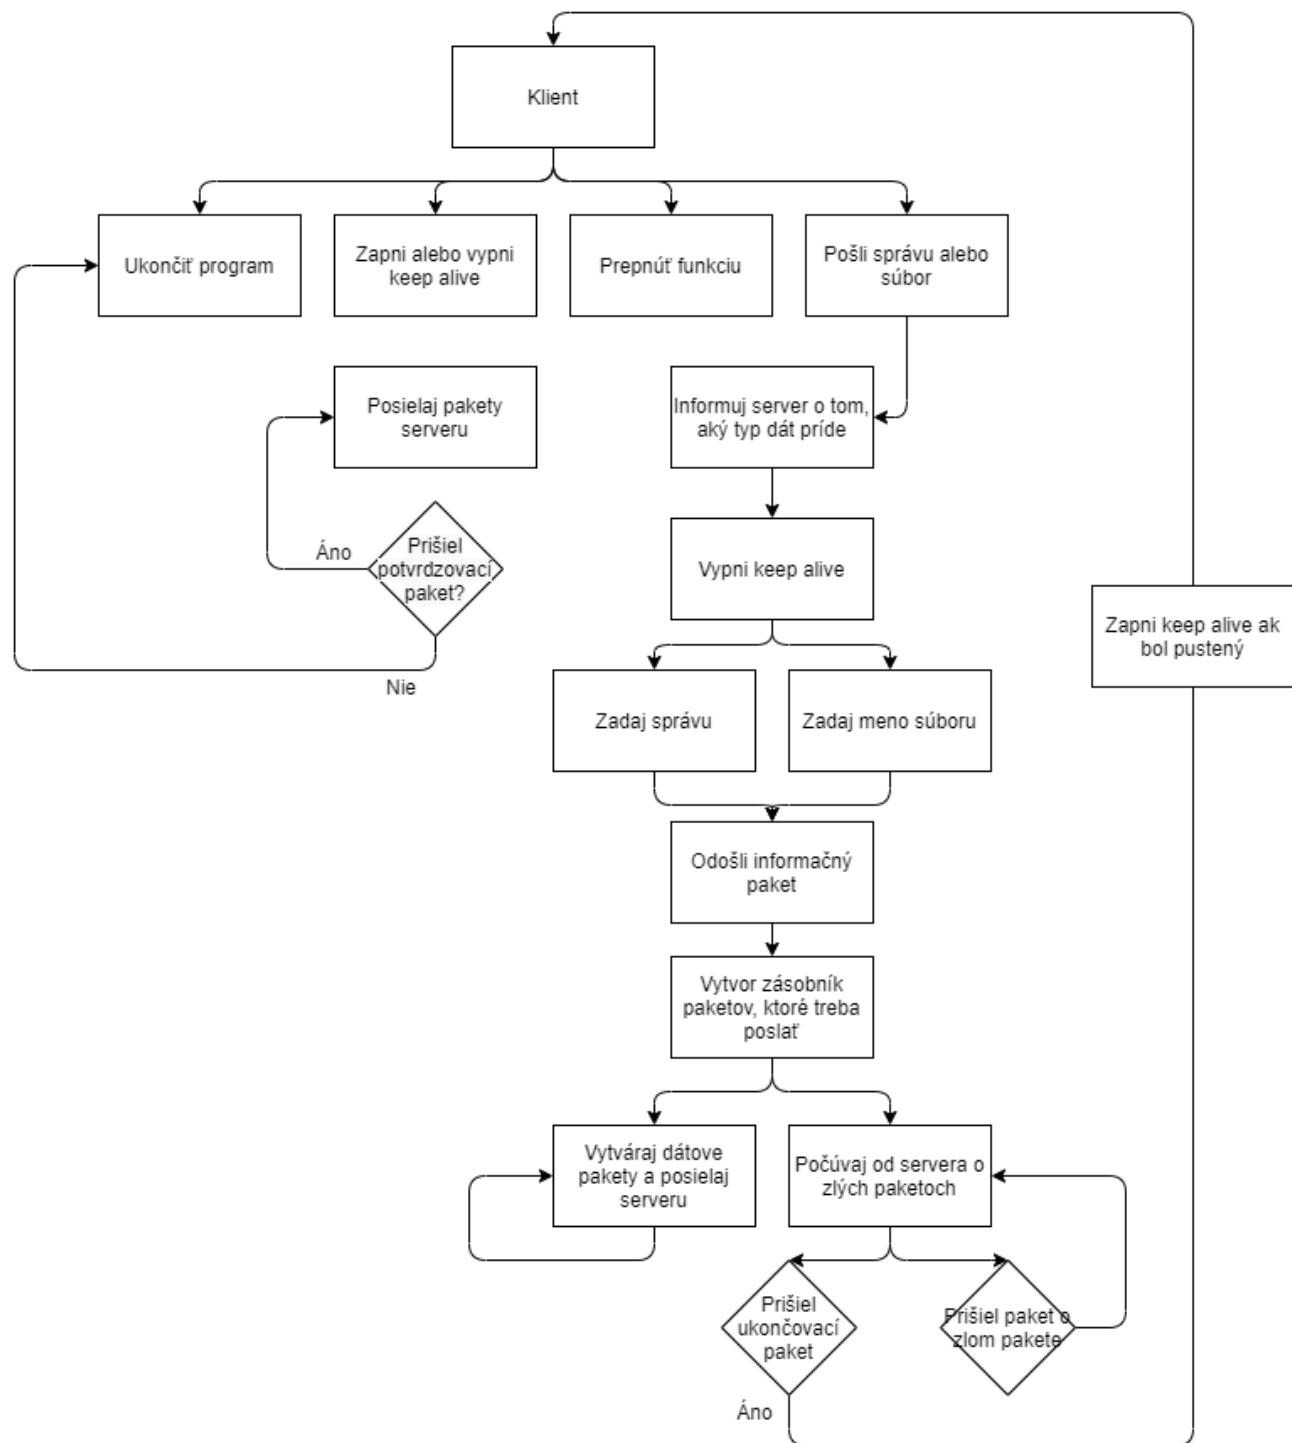 Klient
Ukončiť program
Zapni alebo vypni
keep alive
Prepnúť funkciu
Pošli správu alebo
súbor
Posielaj pakety
serveru
Informuj server o tom,
aký typ dát príde
Áno
Prišiel
potvrdzovací
paket?
Nie
Vypni keep alive
Zapni keep alive ak
bol pustený
Zadaj správu
Zadaj meno súboru
Odošli informačný
paket
Vytvor zásobník
paketov, ktoré treba
poslať
Vytváraj dátove
pakety a posielaj
serveru
Počúvaj od servera o
zlých paketoch
Prišiel
ukončovací
paket
Prišiel paket o
zlom pakete
Áno